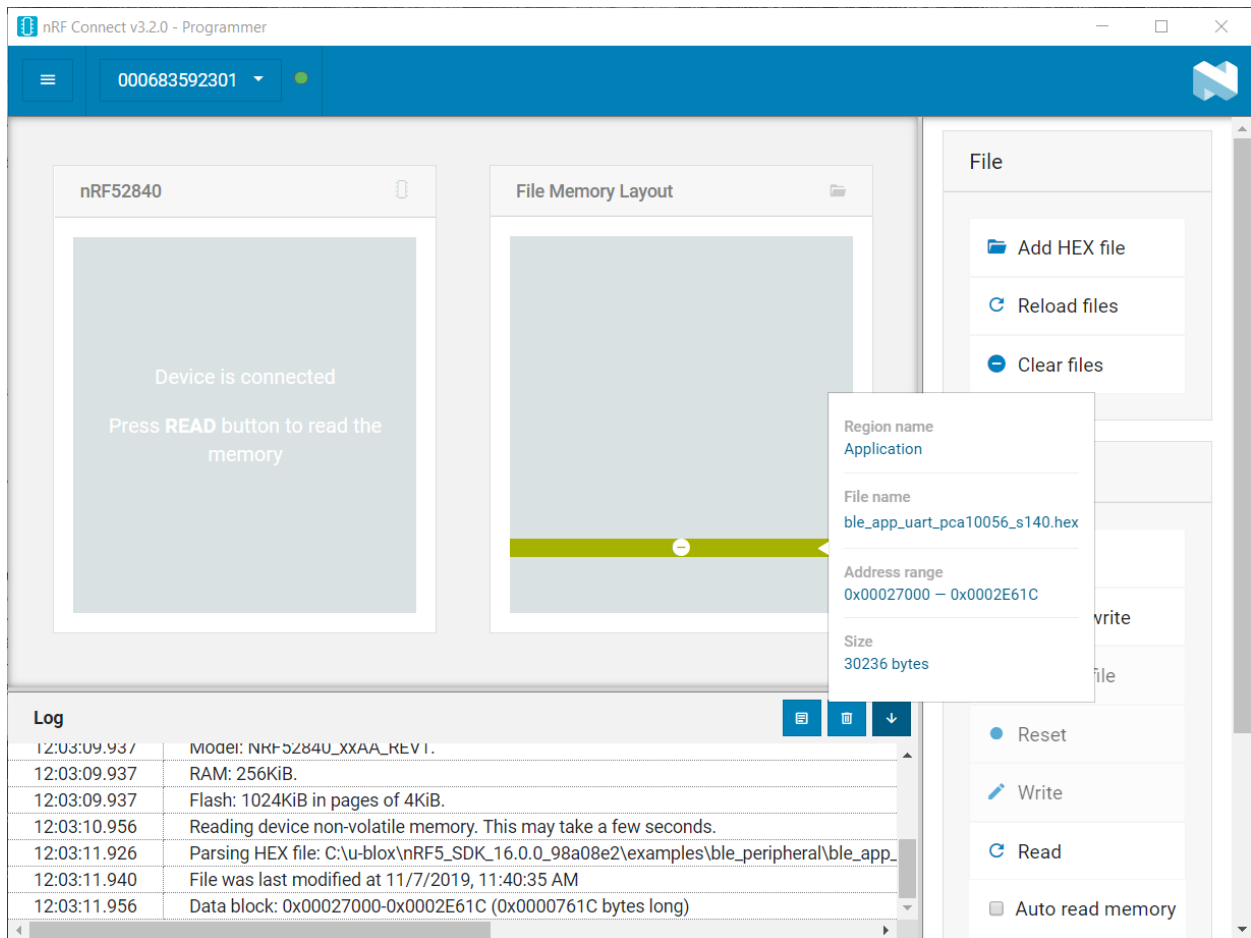 nRF Connect v3.2.0 - Programmer
000683592301
nRF52840
Device is connected
Press READ button to read the
memory
File Memory Layout
File
Add HEX file
Reload files
Clear files
Region name
Application
File name
ble_app_uart_pca10056_s140.hex
Address range
0x00027000 — 0x0002E61C
Size
30236 bytes
write
file
Reset
Write
Read
Auto read memory
Log
12:03:09.937 Model: NRF52840_xxAA_REV1.
12:03:09.937 RAM: 256KiB.
12:03:09.937 Flash: 1024KiB in pages of 4KiB.
12:03:10.956 Reading device non-volatile memory. This may take a few seconds.
12:03:11.926 Parsing HEX file: C:\u-blox\nRF5_SDK_16.0.0_98a08e2\examples\ble_peripheral\ble_app_
12:03:11.940 File was last modified at 11/7/2019, 11:40:35 AM
12:03:11.956 Data block: 0x00027000-0x0002E61C (0x0000761C bytes long)